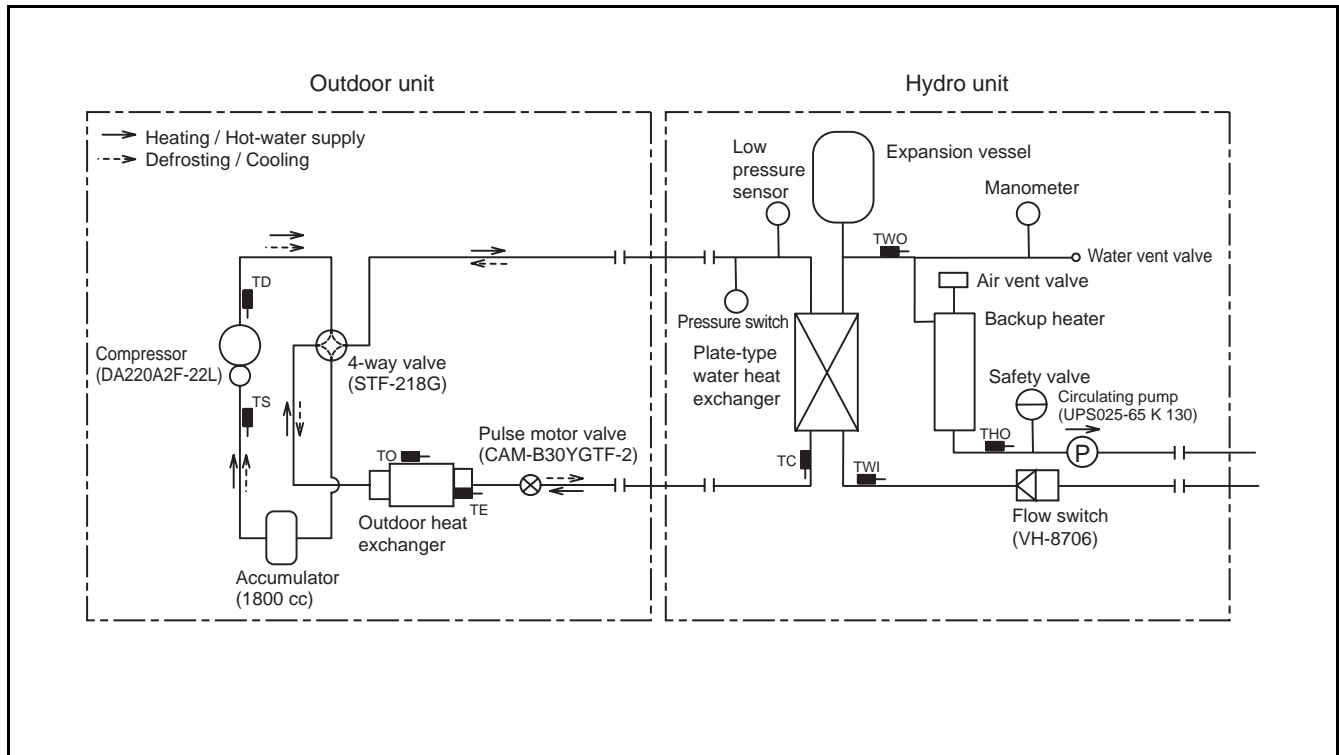 Outdoor unit
Heating / Hot-water supply
Defrosting / Cooling
TD
Compressor
(DA220A2F-22L)
TS
4-way valve
(STF-218G)
TO
Pulse motor valve
(CAM-B30YGTF-2)
TE
Outdoor heat
exchanger
Accumulator
(1800 cc)
Hydro unit
Low
pressure
sensor
Expansion vessel
Manometer
TWO
Water vent valve
Air vent valve
Pressure switch
Backup heater
Plate-type
water heat
exchanger
Safety valve
Circulating pump
(UPS025-65 K 130)
THO
P
TC
TWI
Flow switch
(VH-8706)